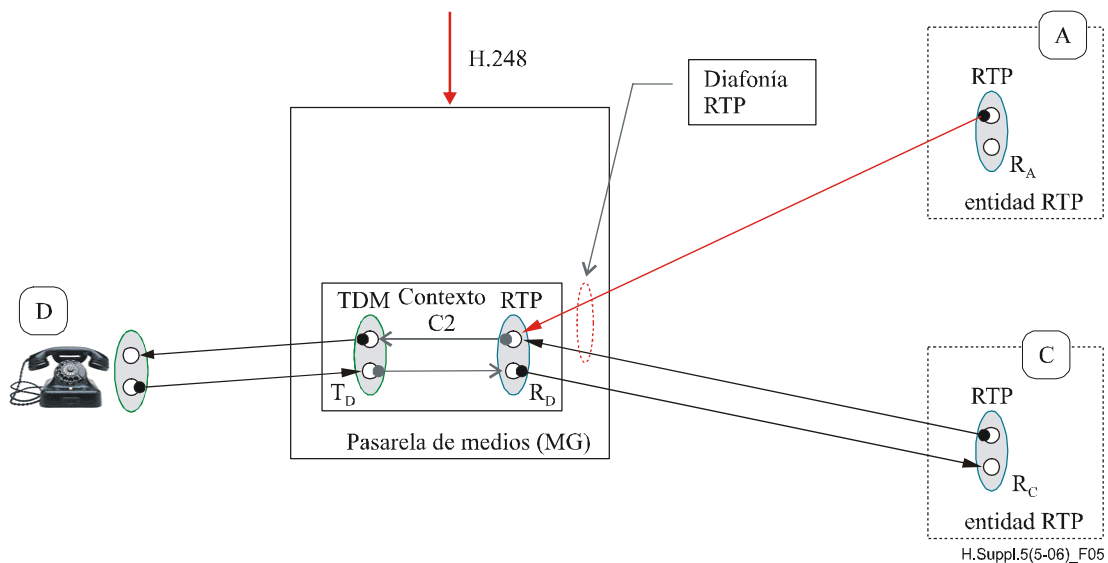 H.248
Diafonía
RTP
A
RTP
R_A
entidad RTP
D
TDM
Contexto
C2
RTP
T_D
R_D
Pasarela de medios (MG)
C
RTP
R_C
entidad RTP
H.Suppl.5(5-06)_F05